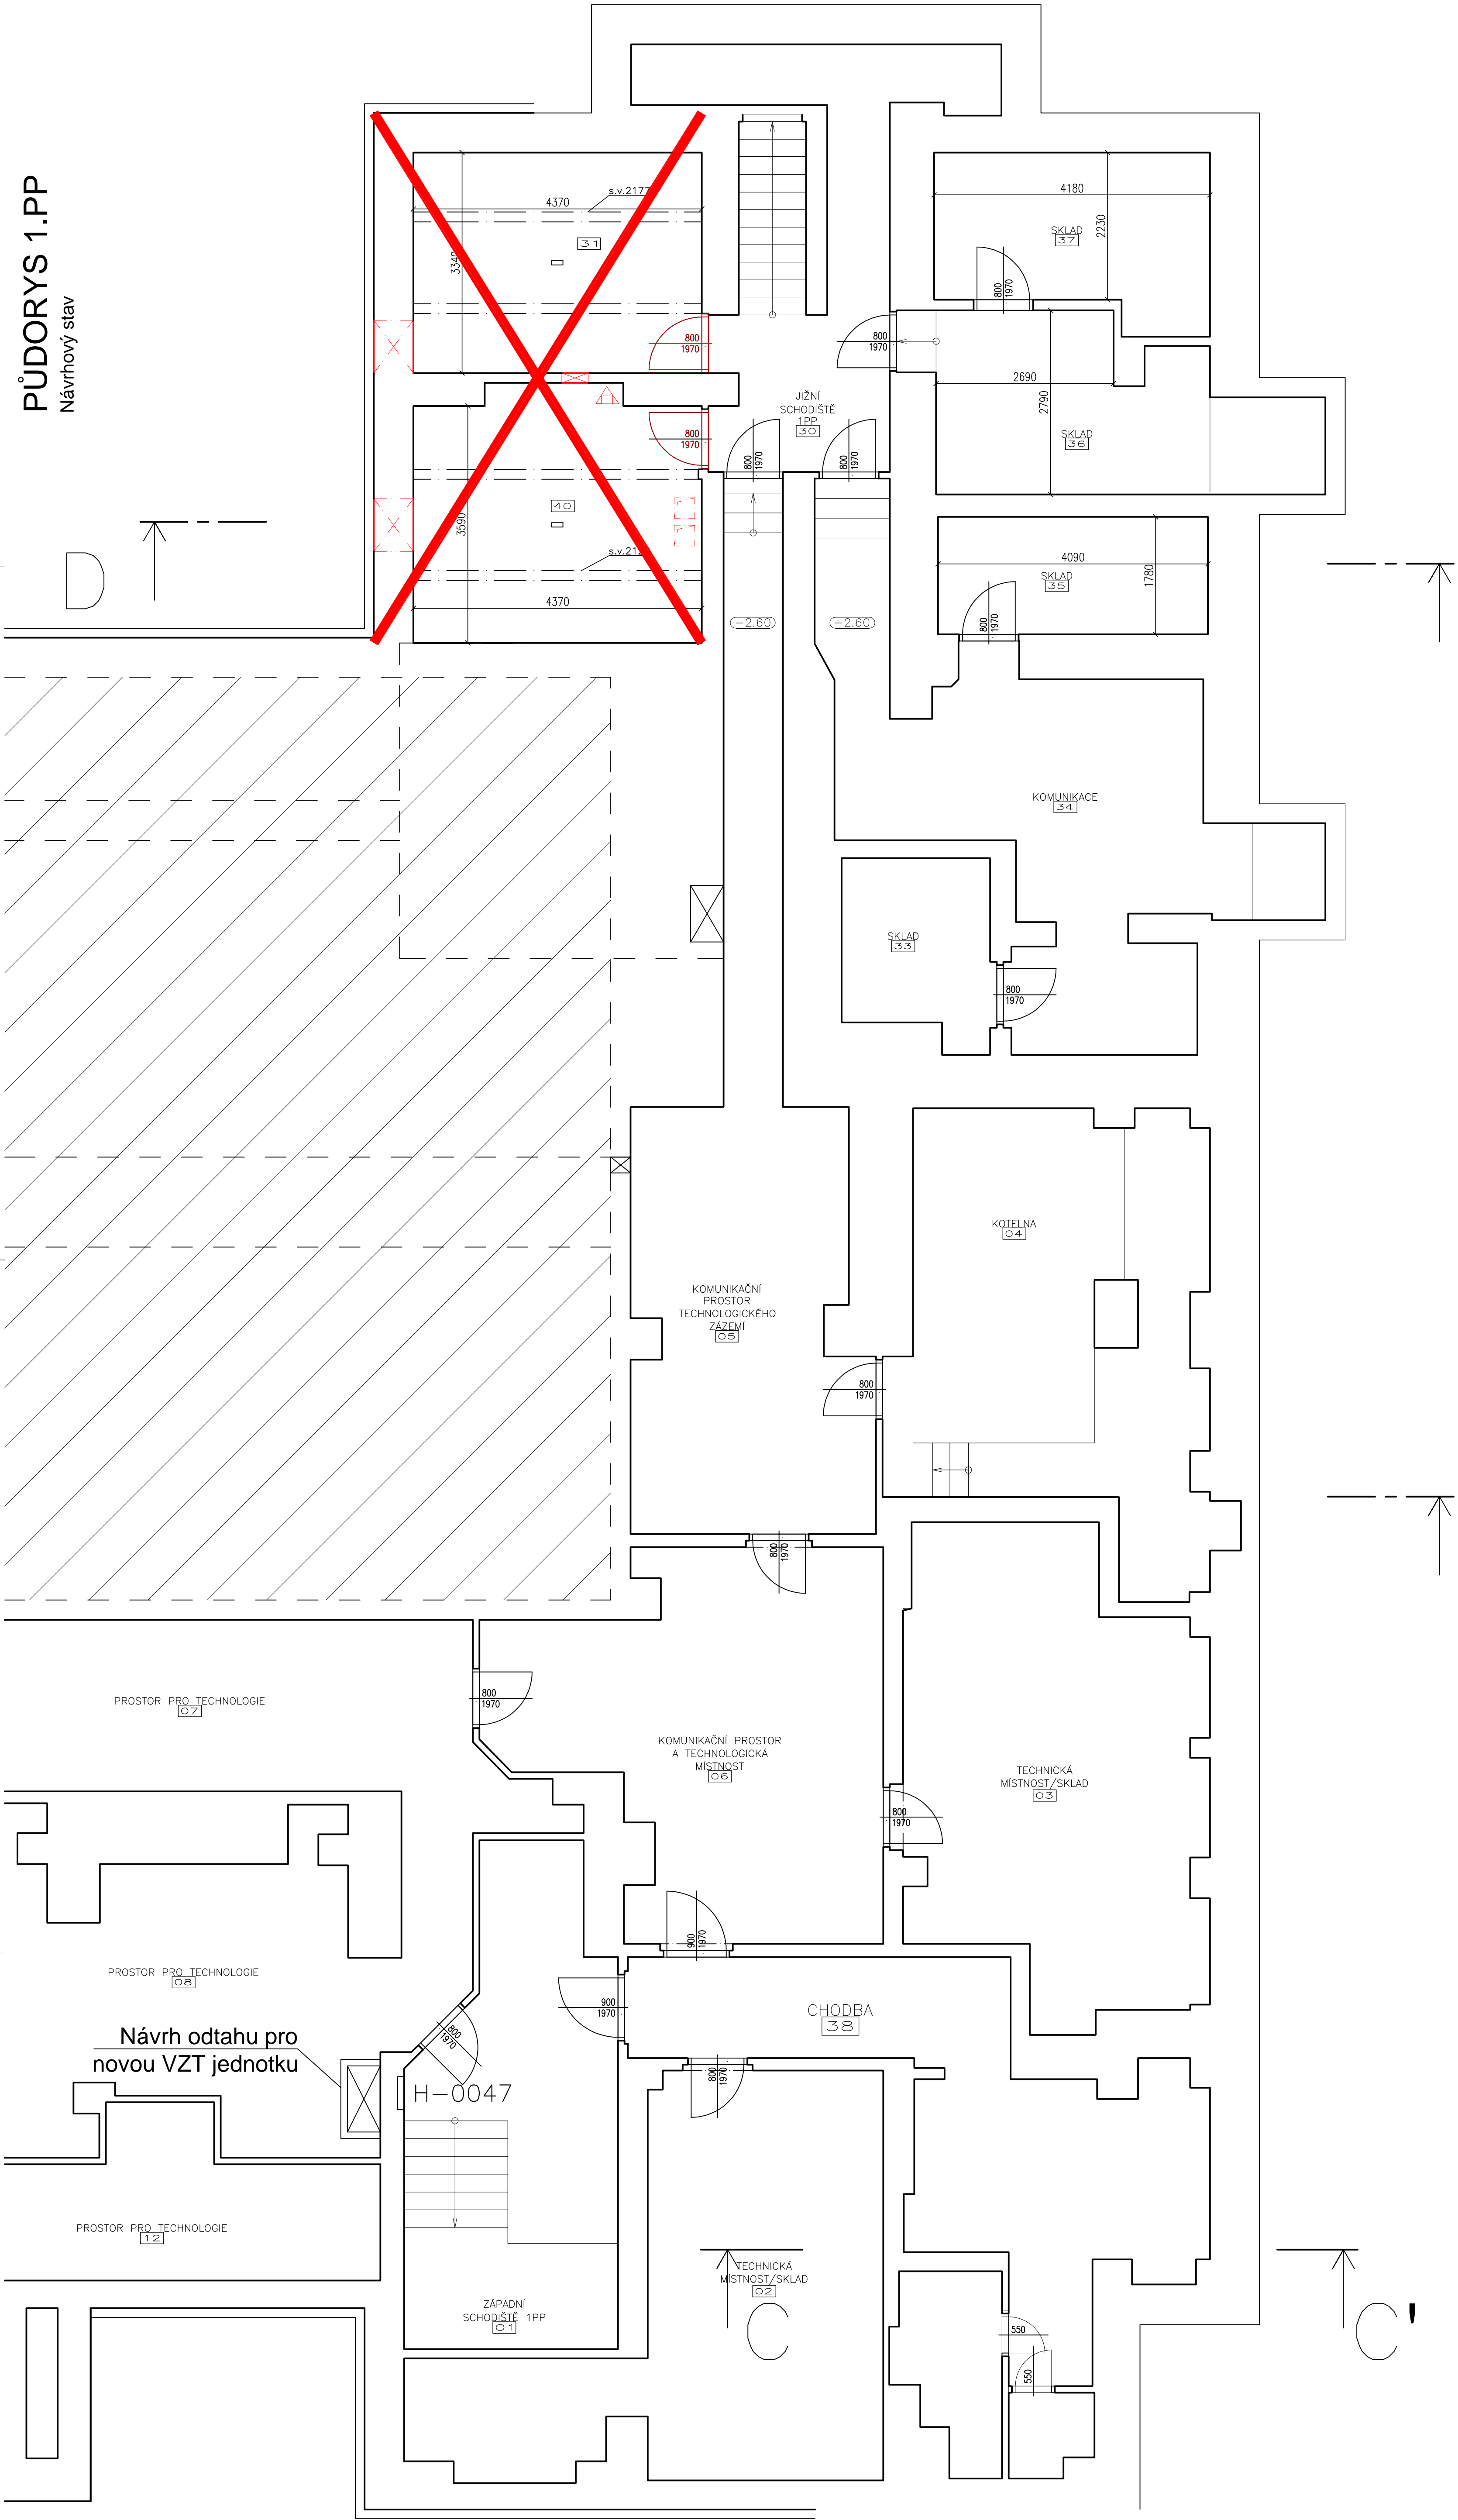 PŮDORYS 1.PP
Návrhový stav
s.v.2177
4370
31
3340
800
1970
800
1970
40
3590
4370
JIŽNÍ
SCHODIŠTĚ
1PP
30
800
1970
800
1970
800
1970
-2.60
-2.60
4180
2230
SKLAD
37
800
1970
2690
2790
SKLAD
36
4090
1780
SKLAD
35
800
1970
D
KOMUNIKACE
34
SKLAD
33
800
1970
KOTELNA
04
KOMUNIKAČNÍ
PROSTOR
TECHNOLOGICKÉHO
ZÁZEMÍ
05
800
1970
800
1970
PROSTOR PRO TECHNOLOGIE
07
800
1970
KOMUNIKAČNÍ PROSTOR
A TECHNOLOGICKÁ
MÍSTNOST
06
TECHNICKÁ
MÍSTNOST/SKLAD
03
800
1970
900
1970
PROSTOR PRO TECHNOLOGIE
08
900
1970
CHODBA
38
Návrh odtahu pro
novou VZT jednotku
800
1970
H-0047
800
1970
PROSTOR PRO TECHNOLOGIE
12
TECHNICKÁ
MÍSTNOST/SKLAD
02
ZÁPADNÍ
SCHODIŠTĚ 1PP
01
C
C'
550
550